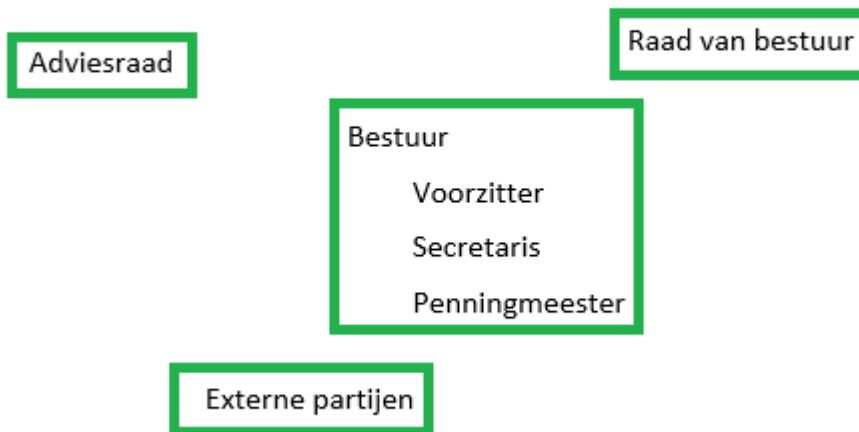 Raad van bestuur
Adviesraad
Bestuur
Voorzitter
Secretaris
Penningmeester
Externe partijen